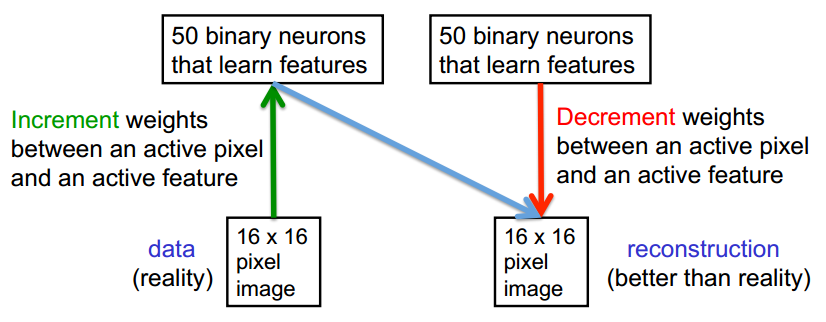 50 binary neurons
that learn features
50 binary neurons
that learn features
Increment weights
between an active pixel
and an active feature
Decrement weights
between an active pixel
and an active feature
data
(reality)
16 x 16
pixel
image
16 x 16
pixel
image
reconstruction
(better than reality)